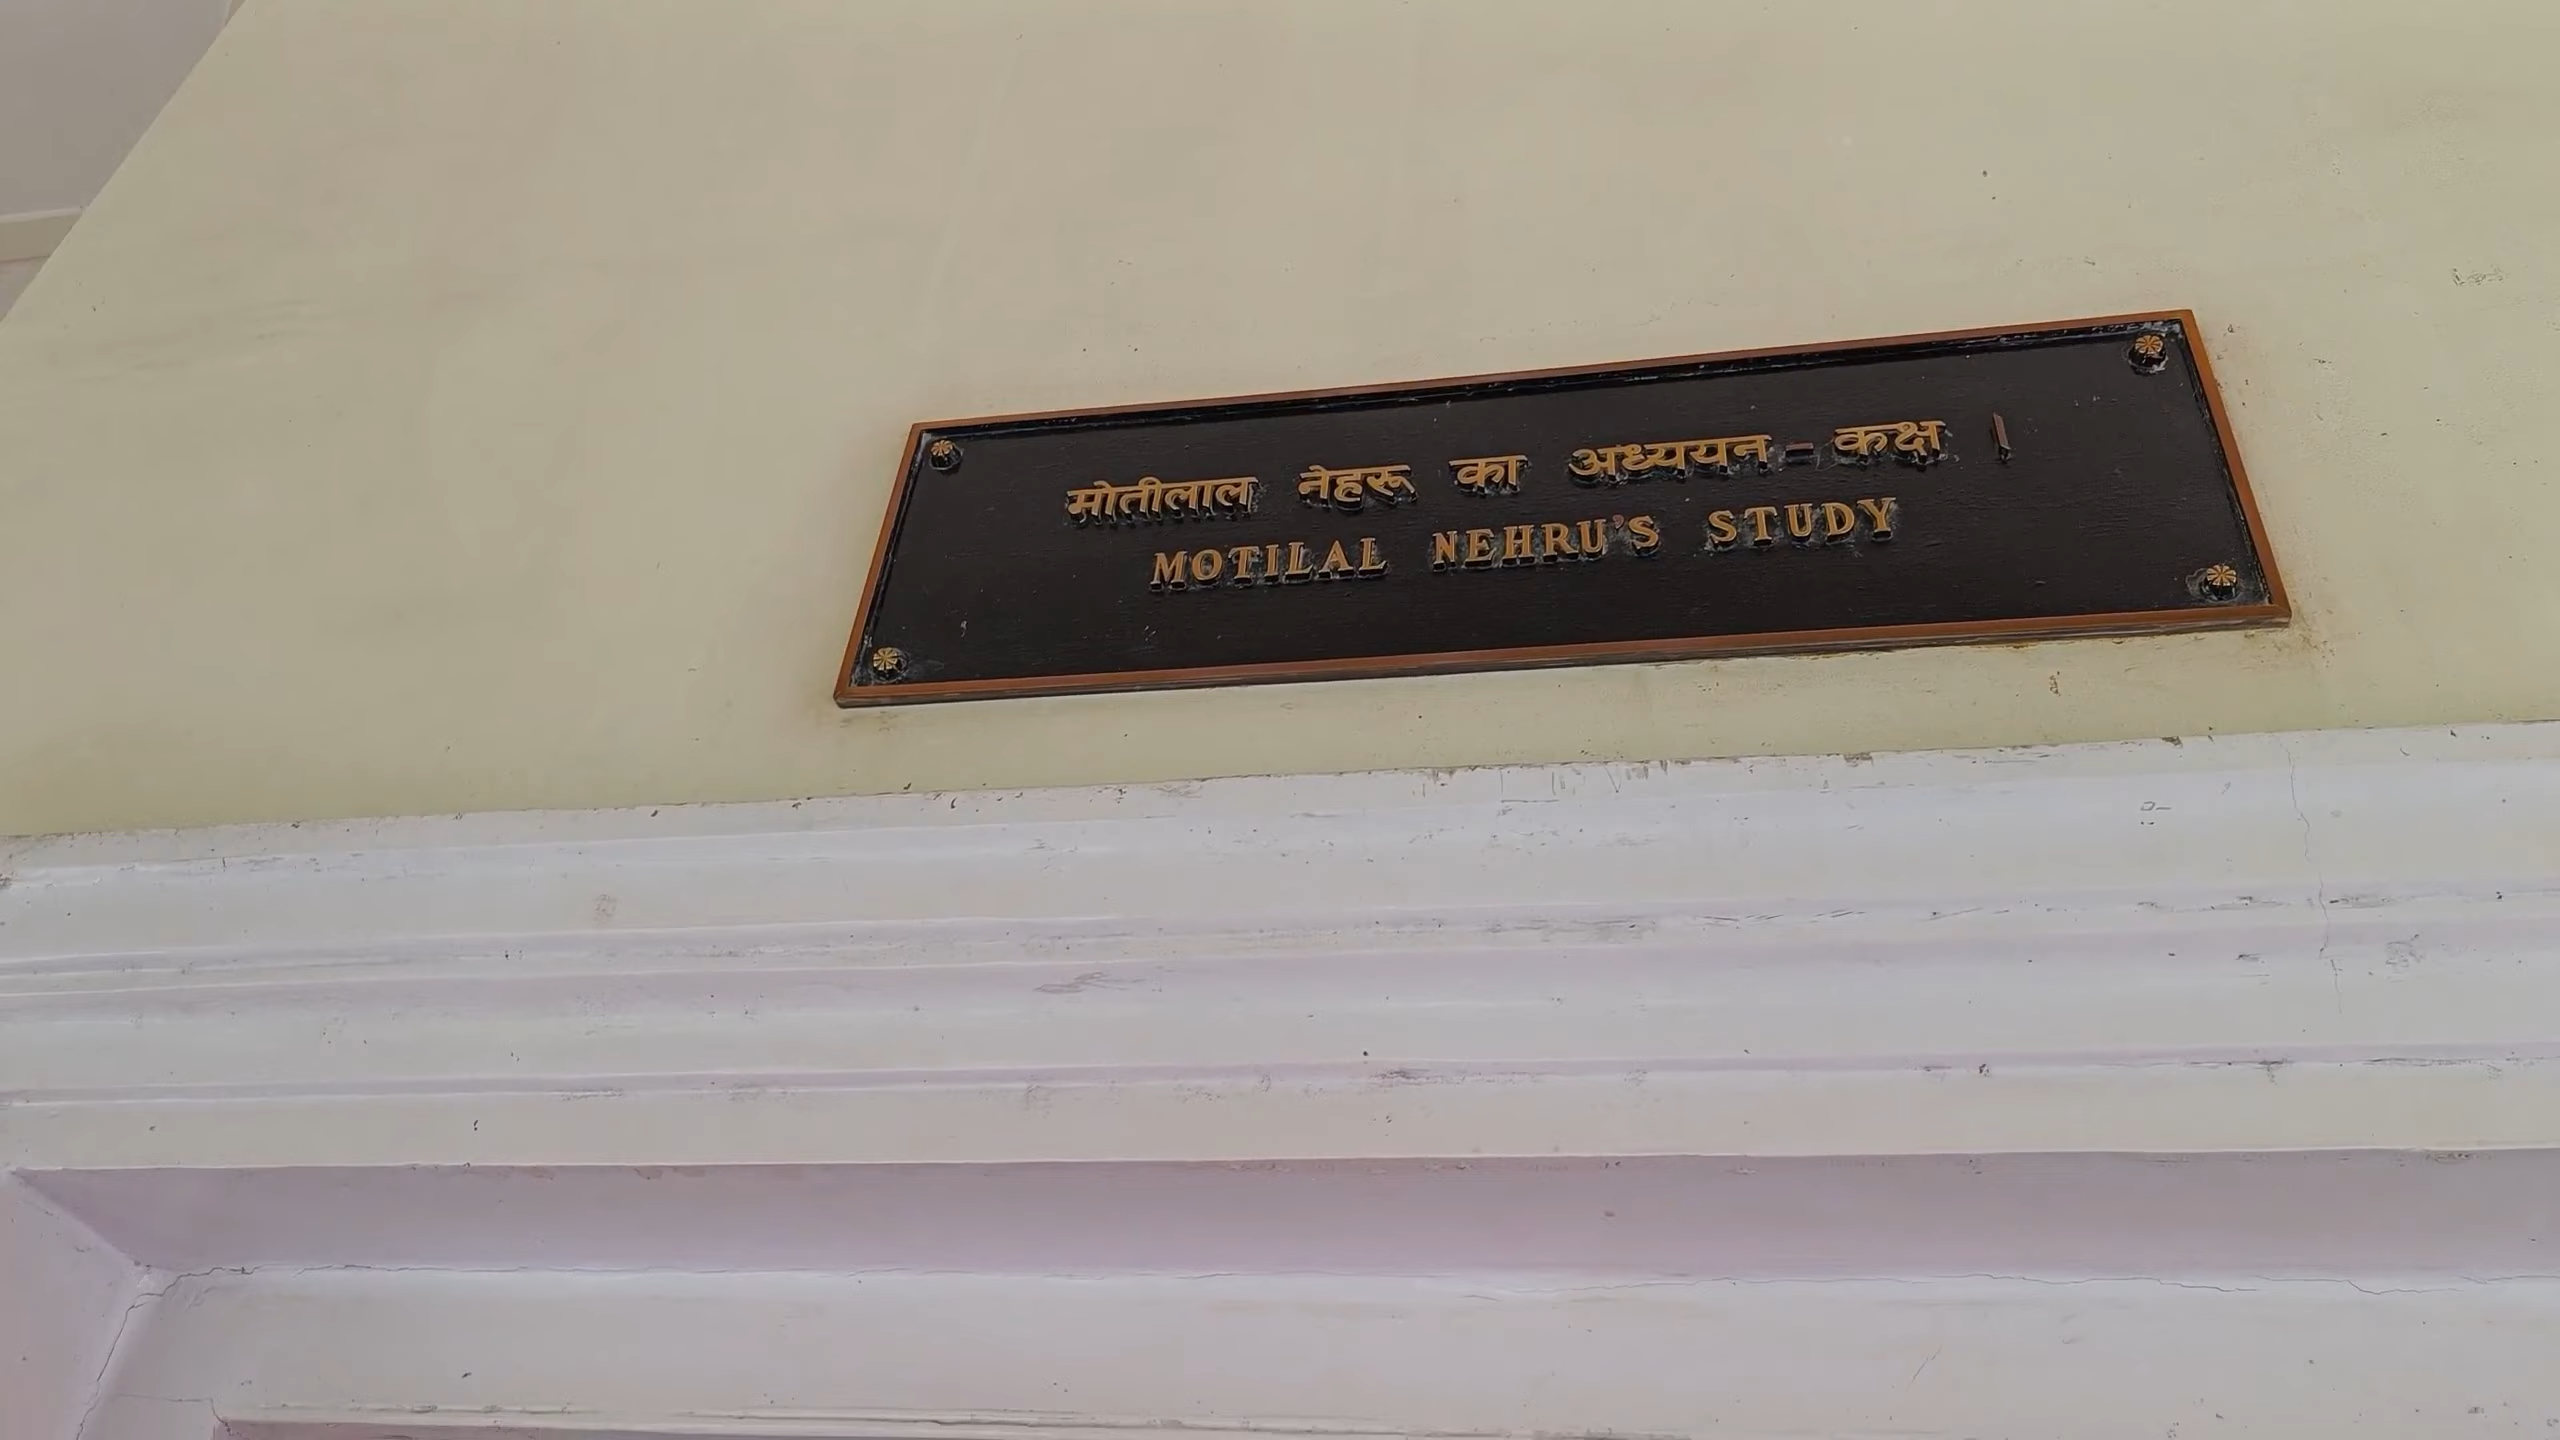 मोतीलाल नेहरू का अध्ययन - कक्ष ।
MOTILAL NEHRU'S STUDY